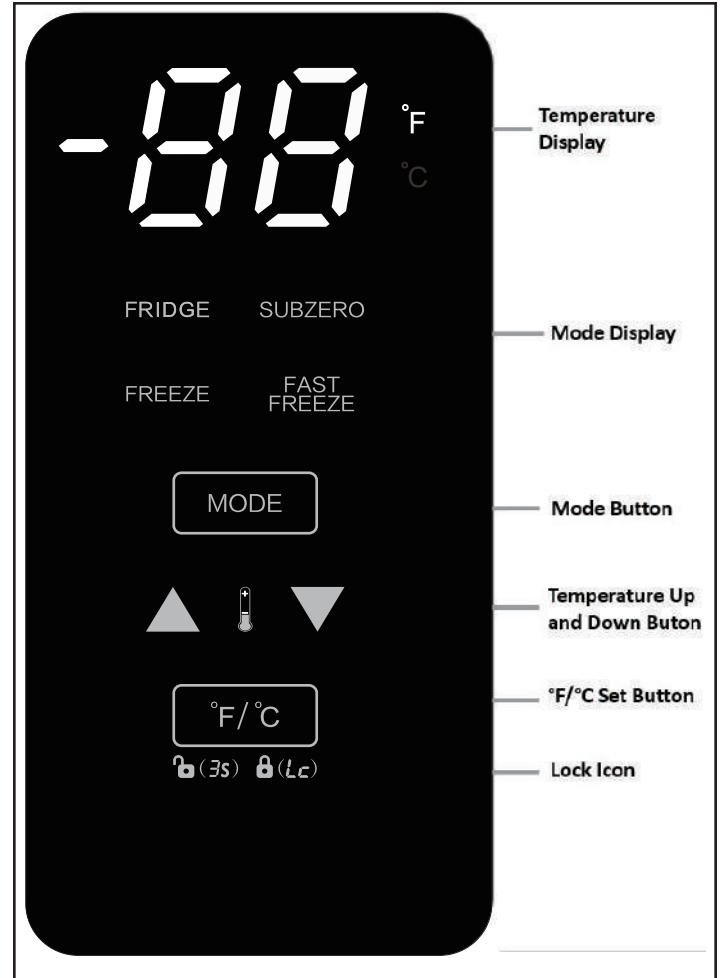 -88
°F
°C
Temperature
Display
FRIDGE
SUBZERO
Mode Display
FREEZE
FAST
FREEZE
MODE
Mode Button
+
-
Temperature Up
and Down Buton
°F/°C
°F/°C Set Button
(3s)
(Lc)
Lock Icon